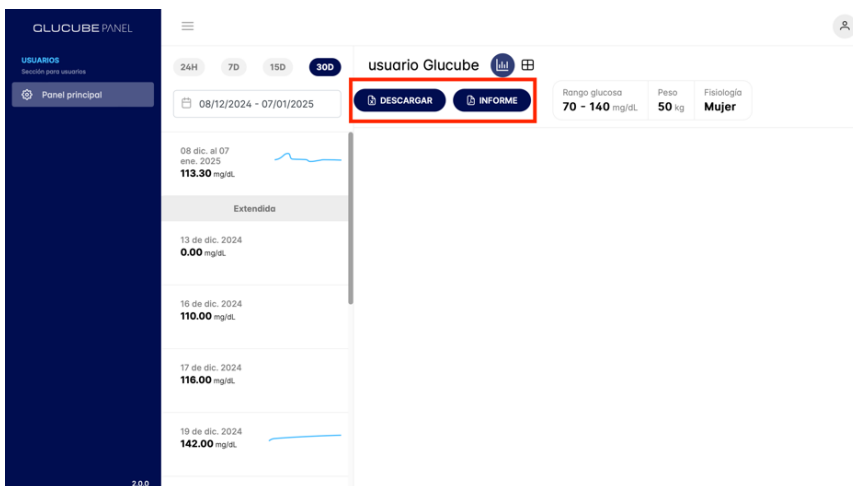 GLUCUBE PANEL
USUARIOS
Sección para usuarios
Panel principal
2.0.0
24H 7D 15D 30D
08/12/2024 - 07/01/2025
08 dic. al 07
ene. 2025
113.30 mg/dL
Extendida
13 de dic. 2024
0.00 mg/dL
16 de dic. 2024
110.00 mg/dL
17 de dic. 2024
116.00 mg/dL
19 de dic. 2024
142.00 mg/dL
usuario Glucube
DESCARGAR INFORME
Rango glucosa
70 - 140 mg/dL
Peso
50 kg
Fisiología
Mujer